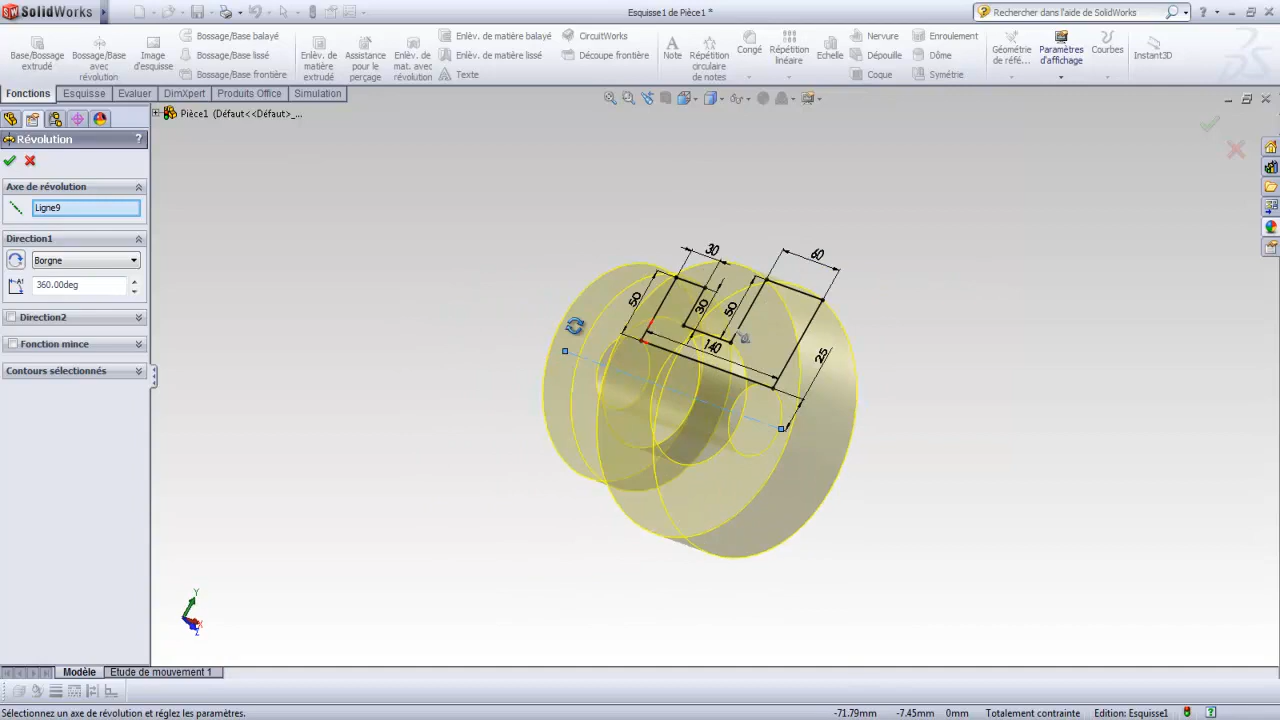 SolidWorks
Esquisse1 de Pièce1 *
Rechercher dans l'aide de SolidWorks
Base/Bossage extrudé
Bossage/Base avec révolution
Image d'esquisse
Bossage/Base balayé
Bossage/Base lissé
Bossage/Base frontière
Enlèv. de matière extrudé
Assistance pour le perçage
Enlèv. de mat. avec révolution
Enlèv. de matière balayé
Enlèv. de matière lissé
Texte
CircuitWorks
Découpe frontière
Note
Répétition circulaire de notes
Congé
Répétition linéaire
Echelle
Nervure
Dépouille
Coque
Enroulement
Dôme
Symétrie
Géométrie de réfé...
Paramètres d'affichage
Courbes
Instant3D
Fonctions
Esquisse
Evaluer
DimXpert
Produits Office
Simulation
Pièce1 (Défaut<<Défaut>_...
Révolution
?
Axe de révolution
Ligne9
Direction1
Borgne
360.00deg
Direction2
Fonction mince
Contours sélectionnés
30
60
50
30
50
140
25
Y
X
Z
Modèle
Etude de mouvement 1
Sélectionnez un axe de révolution et réglez les paramètres.
-71.79mm
-7.45mm
0mm
Totalement contrainte
Edition: Esquisse1